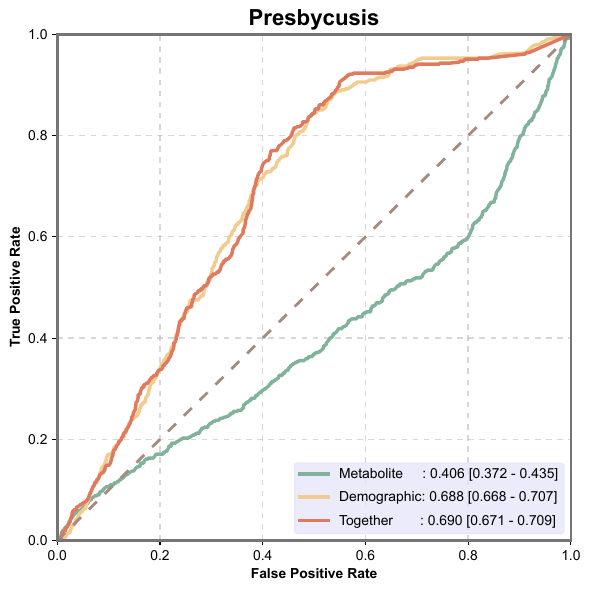 Presbycusis
1.0
0.8
0.6
0.4
0.2
0.0
True Positive Rate
Metabolite : 0.406 [0.372 - 0.435]
Demographic: 0.688 [0.668 - 0.707]
Together : 0.690 [0.671 - 0.709]
0.0 0.2 0.4 0.6 0.8 1.0
False Positive Rate